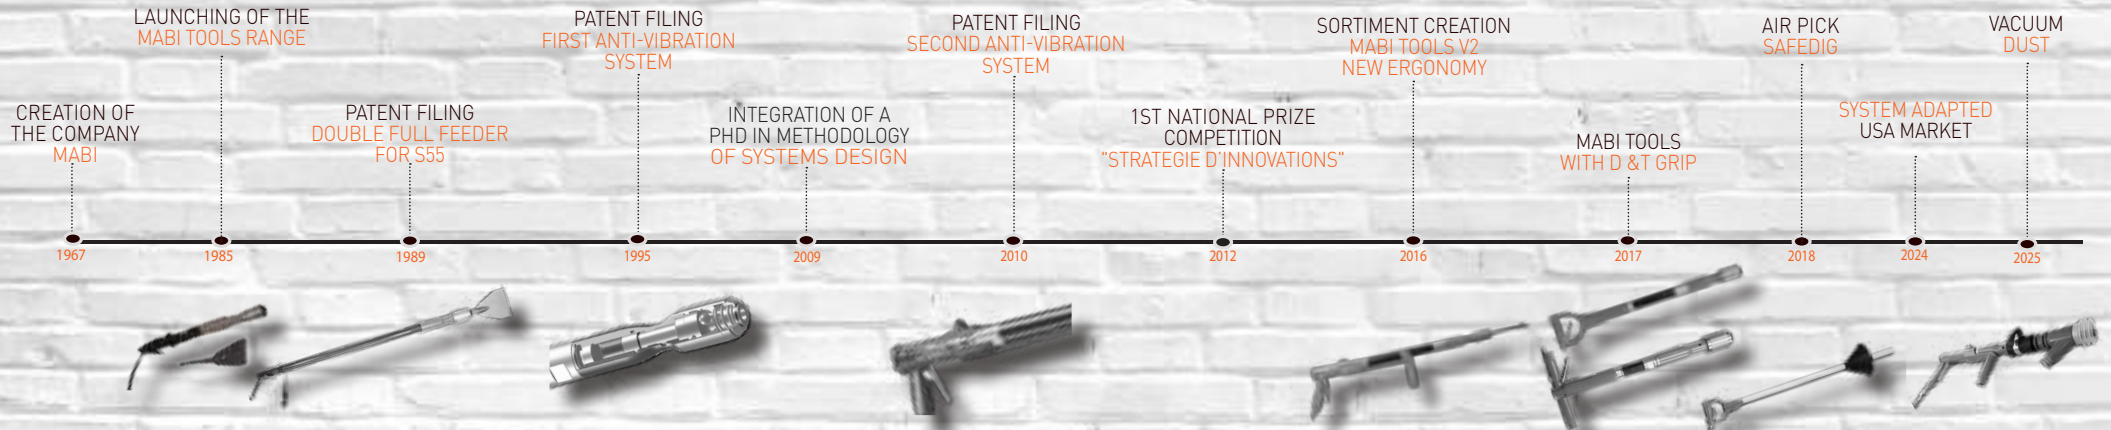 CREATION OF
THE COMPANY
MABI
1967
LAUNCHING OF THE
MABI TOOLS RANGE
1985
PATENT FILING
DOUBLE FULL FEEDER
FOR S55
1989
PATENT FILING
FIRST ANTI-VIBRATION
SYSTEM
1995
INTEGRATION OF A
PHD IN METHODOLOGY
OF SYSTEMS DESIGN
2009
PATENT FILING
SECOND ANTI-VIBRATION
SYSTEM
2010
1ST NATIONAL PRIZE
COMPETITION
"STRATEGIE D'INNOVATIONS"
2012
SORTIMENT CREATION
MABI TOOLS V2
NEW ERGONOMY
2016
MABI TOOLS
WITH D &T GRIP
2017
AIR PICK
SAFEDIG
2018
SYSTEM ADAPTED
USA MARKET
2024
VACUUM
DUST
2025